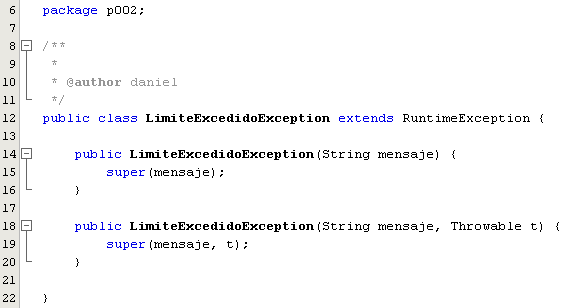 6 package p002;
7
8 /**
9  *
10  * @author daniel
11  */
12 public class LimiteExcedidoException extends RuntimeException {
13
14     public LimiteExcedidoException(String mensaje) {
15         super(mensaje);
16     }
17
18     public LimiteExcedidoException(String mensaje, Throwable t) {
19         super(mensaje, t);
20     }
21
22 }